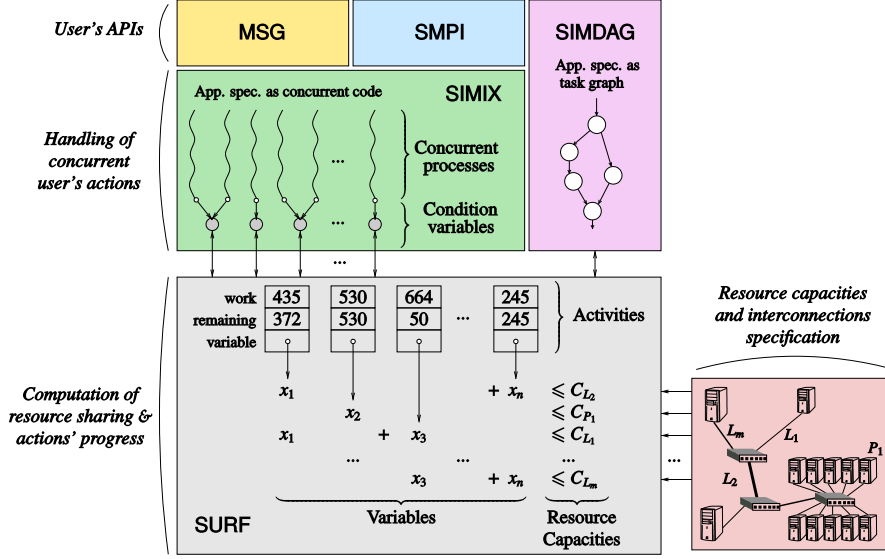 User's APIs
MSG
SMPI
SIMDAG
App. spec. as
task graph
App. spec. as concurrent code
SIMIX
Handling of
concurrent
user's actions
Concurrent
processes
...
Condition
variables
...
...
work
435
530
664
245
remaining
372
530
50
...
245
Activities
variable
Resource capacities
and interconnections
specification
Computation of
resource sharing &
actions' progress
x1 + xn ⩽ CL2
x2 ⩽ CP1
x1 + x3 ⩽ CL1
... ... ...
x3 + xn ⩽ CLm
...
Lm
L1
P1
L2
Variables
Resource
Capacities
SURF